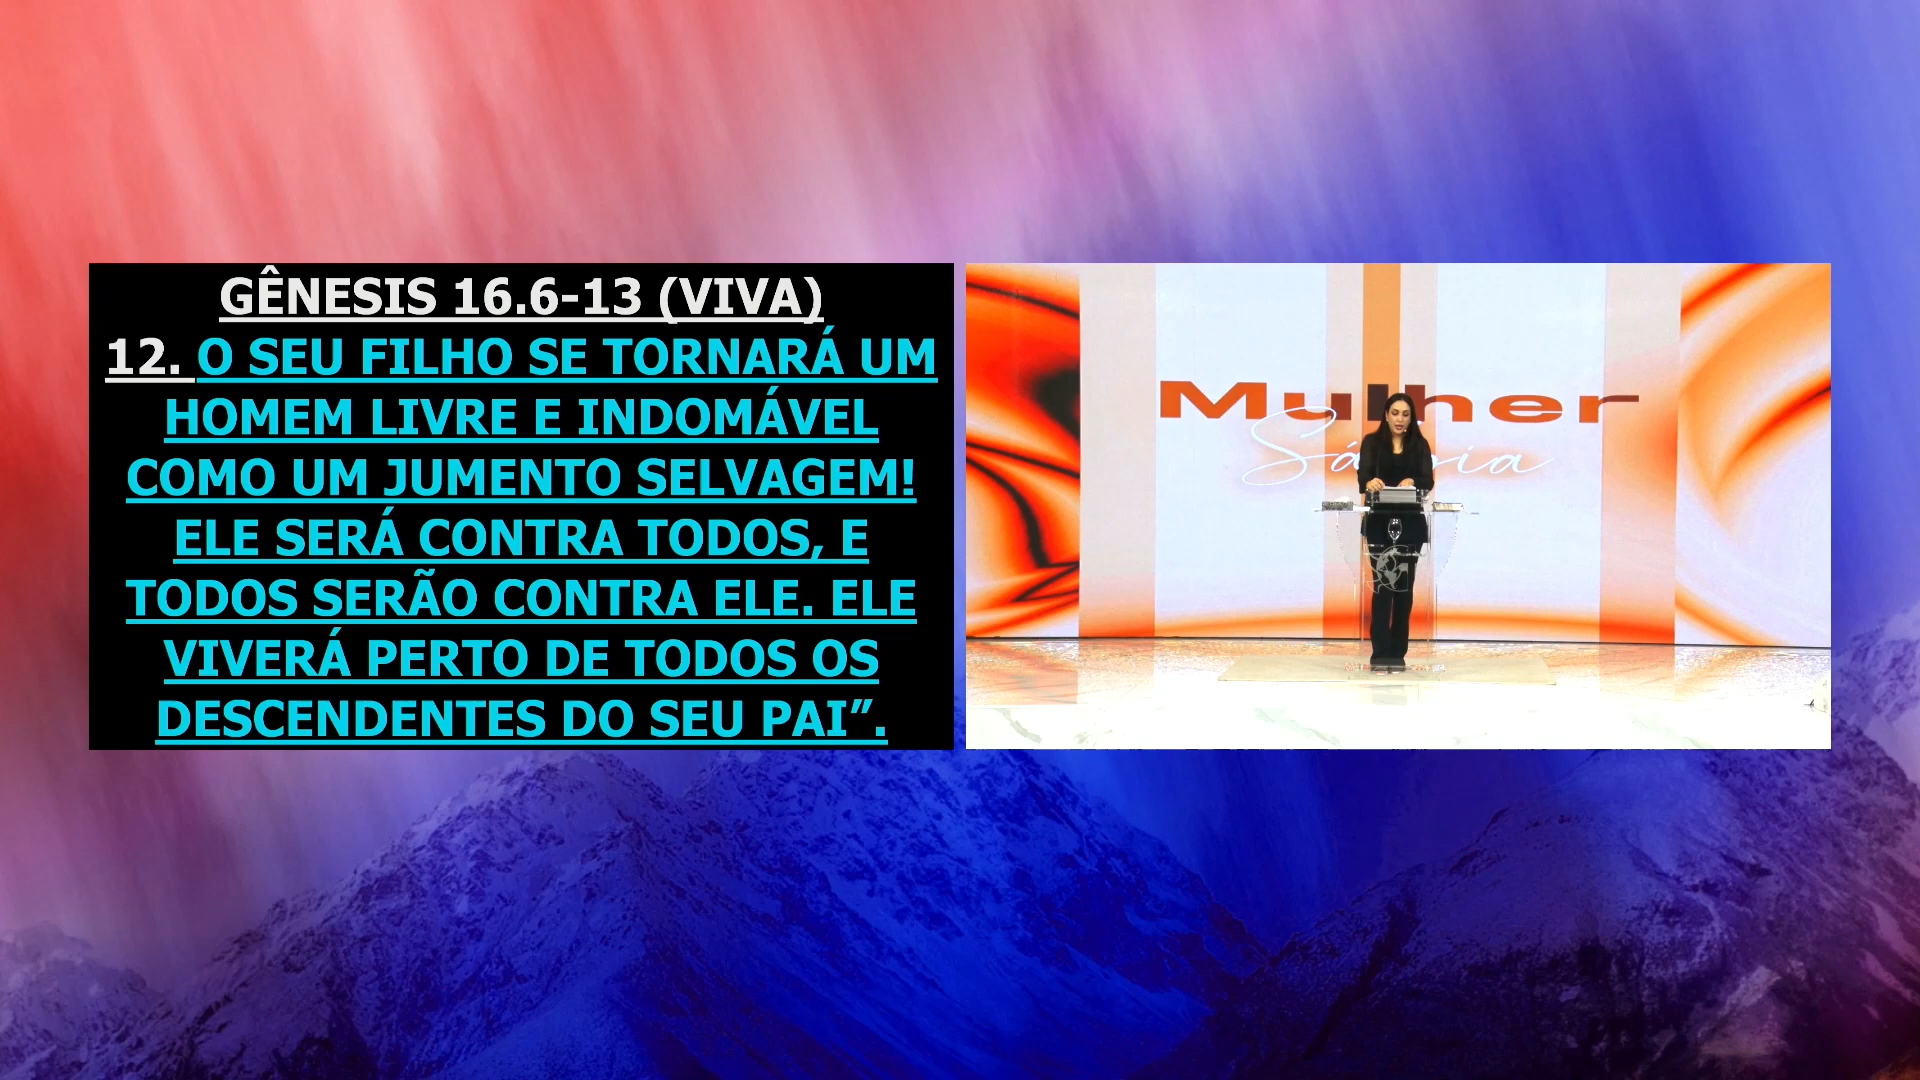 GÊNESIS 16.6-13 (VIVA)
12. O SEU FILHO SE TORNARÁ UM
HOMEM LIVRE E INDOMÁVEL
COMO UM JUMENTO SELVAGEM!
ELE SERÁ CONTRA TODOS, E
TODOS SERÃO CONTRA ELE. ELE
VIVERÁ PERTO DE TODOS OS
DESCENDENTES DO SEU PAI”.
Mulher
Sábia